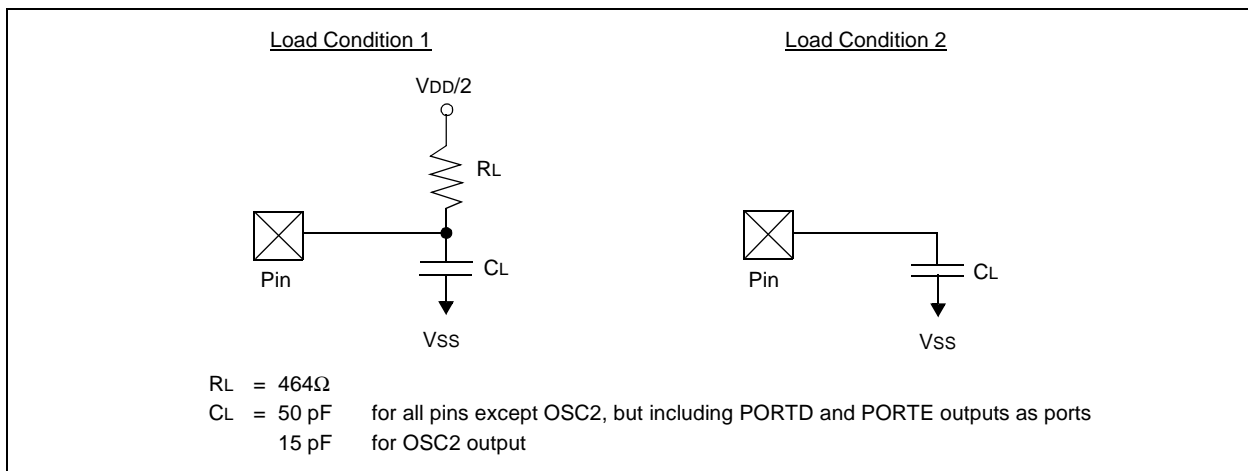 Load Condition 1
Load Condition 2
VDD/2
RL
Pin
CL
VSS
Pin
CL
VSS
RL = 464Ω
CL = 50 pF for all pins except OSC2, but including PORTD and PORTE outputs as ports
15 pF for OSC2 output